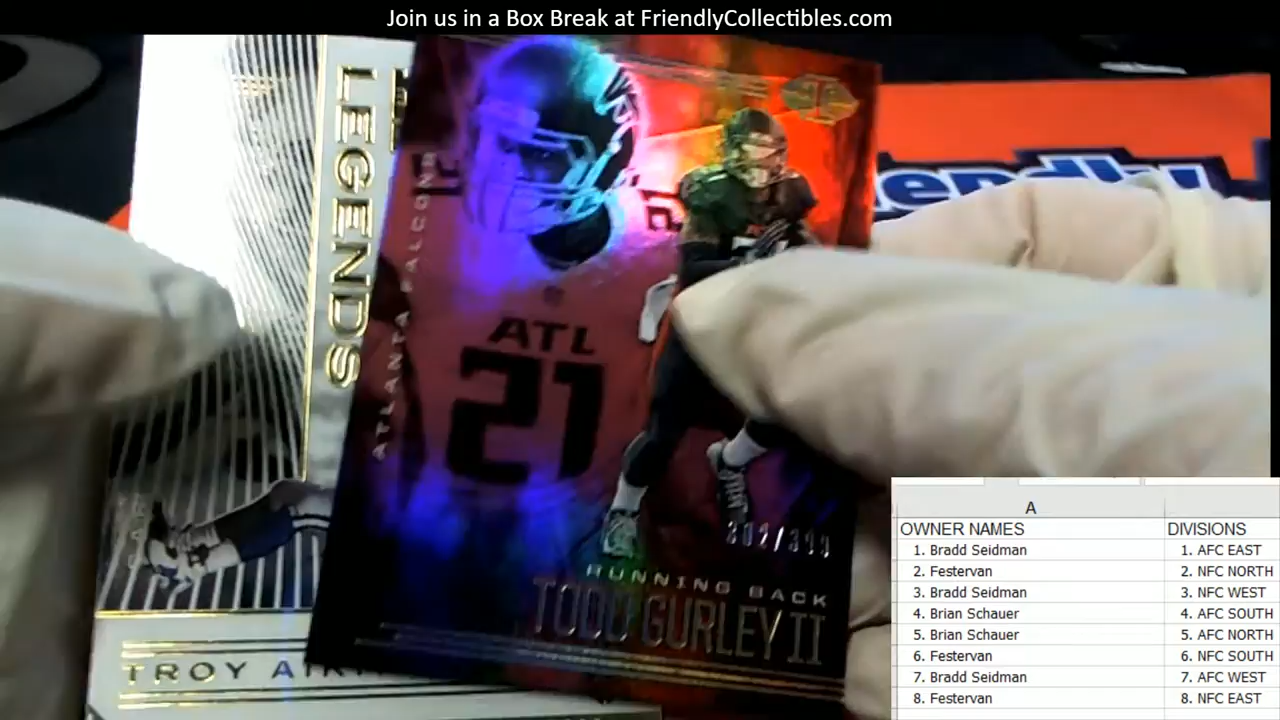 Join us in a Box Break at FriendlyCollectibles.com
LEGENDS
ATLANTA FALCONS
ATL
21
RUNNING BACK
TODD GURLEY II
TROY
A
OWNER NAMES DIVISIONS
1. Bradd Seidman 1. AFC EAST
2. Festervan 2. NFC NORTH
3. Bradd Seidman 3. NFC WEST
4. Brian Schauer 4. AFC SOUTH
5. Brian Schauer 5. AFC NORTH
6. Festervan 6. NFC SOUTH
7. Bradd Seidman 7. AFC WEST
8. Festervan 8. NFC EAST